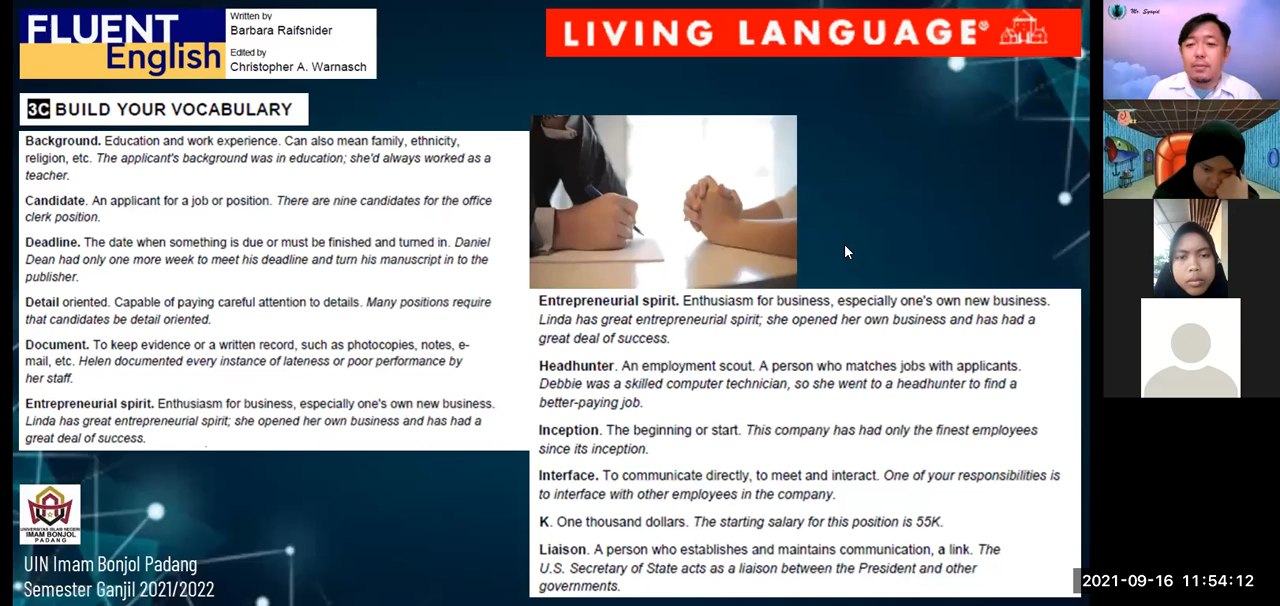 FLUENT
English
Written by
Barbara Raifsnider
Edited by
Christopher A. Warnasch
LIVING LANGUAGE®
3C BUILD YOUR VOCABULARY
Background. Education and work experience. Can also mean family, ethnicity,
religion, etc. The applicant's background was in education; she'd always worked as a
teacher.
Candidate. An applicant for a job or position. There are nine candidates for the office
clerk position.
Deadline. The date when something is due or must be finished and turned in. Daniel
Dean had only one more week to meet his deadline and turn his manuscript in to the
publisher.
Detail oriented. Capable of paying careful attention to details. Many positions require
that candidates be detail oriented.
Document. To keep evidence or a written record, such as photocopies, notes, e-
mail, etc. Helen documented every instance of lateness or poor performance by
her staff.
Entrepreneurial spirit. Enthusiasm for business, especially one's own new business.
Linda has great entrepreneurial spirit; she opened her own business and has had a
great deal of success.
Entrepreneurial spirit. Enthusiasm for business, especially one's own new business.
Linda has great entrepreneurial spirit; she opened her own business and has had a
great deal of success.
Headhunter. An employment scout. A person who matches jobs with applicants.
Debbie was a skilled computer technician, so she went to a headhunter to find a
better-paying job.
Inception. The beginning or start. This company has had only the finest employees
since its inception.
Interface. To communicate directly, to meet and interact. One of your responsibilities is
to interface with other employees in the company.
K. One thousand dollars. The starting salary for this position is 55K.
Liaison. A person who establishes and maintains communication, a link. The
U.S. Secretary of State acts as a liaison between the President and other
governments.
UNIVERSITAS ISLAM NEGERI
IMAM BONJOL
PADANG
UIN Imam Bonjol Padang
Semester Ganjil 2021/2022
Mr. Syayid
2021-09-16 11:54:12